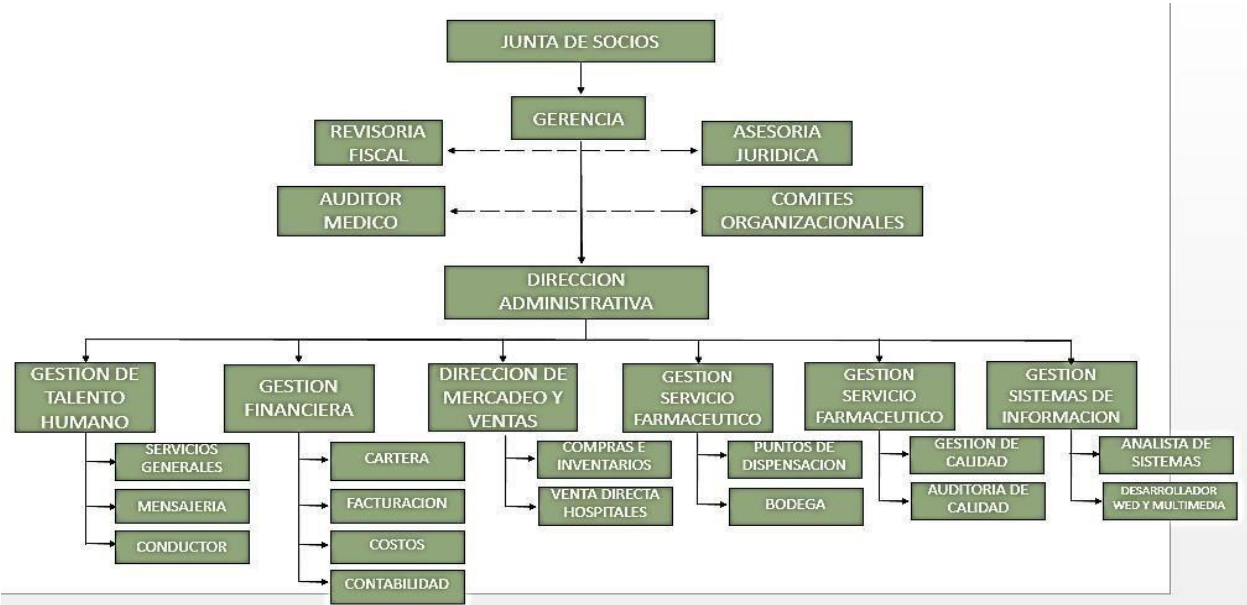 JUNTA DE SOCIOS
GERENCIA
REVISORIA
FISCAL
ASESORIA
JURIDICA
AUDITOR
MEDICO
COMITES
ORGANIZACIONALES
DIRECCION
ADMINISTRATIVA
GESTION DE
TALENTO
HUMANO
SERVICIOS
GENERALES
MENSAJERIA
CONDUCTOR
GESTION
FINANCIERA
CARTERA
FACTURACION
COSTOS
CONTABILIDAD
DIRECCION DE
MERCADEO Y
VENTAS
COMPRAS E
INVENTARIOS
VENTA DIRECTA
HOSPITALES
GESTION
SERVICIO
FARMACEUTICO
PUNTOS DE
DISPENSACION
BODEGA
GESTION
SERVICIO
FARMACEUTICO
GESTION DE
CALIDAD
AUDITORIA DE
CALIDAD
GESTION
SISTEMAS DE
INFORMACION
ANALISTA DE
SISTEMAS
DESARROLLADOR
WED Y MULTIMEDIA